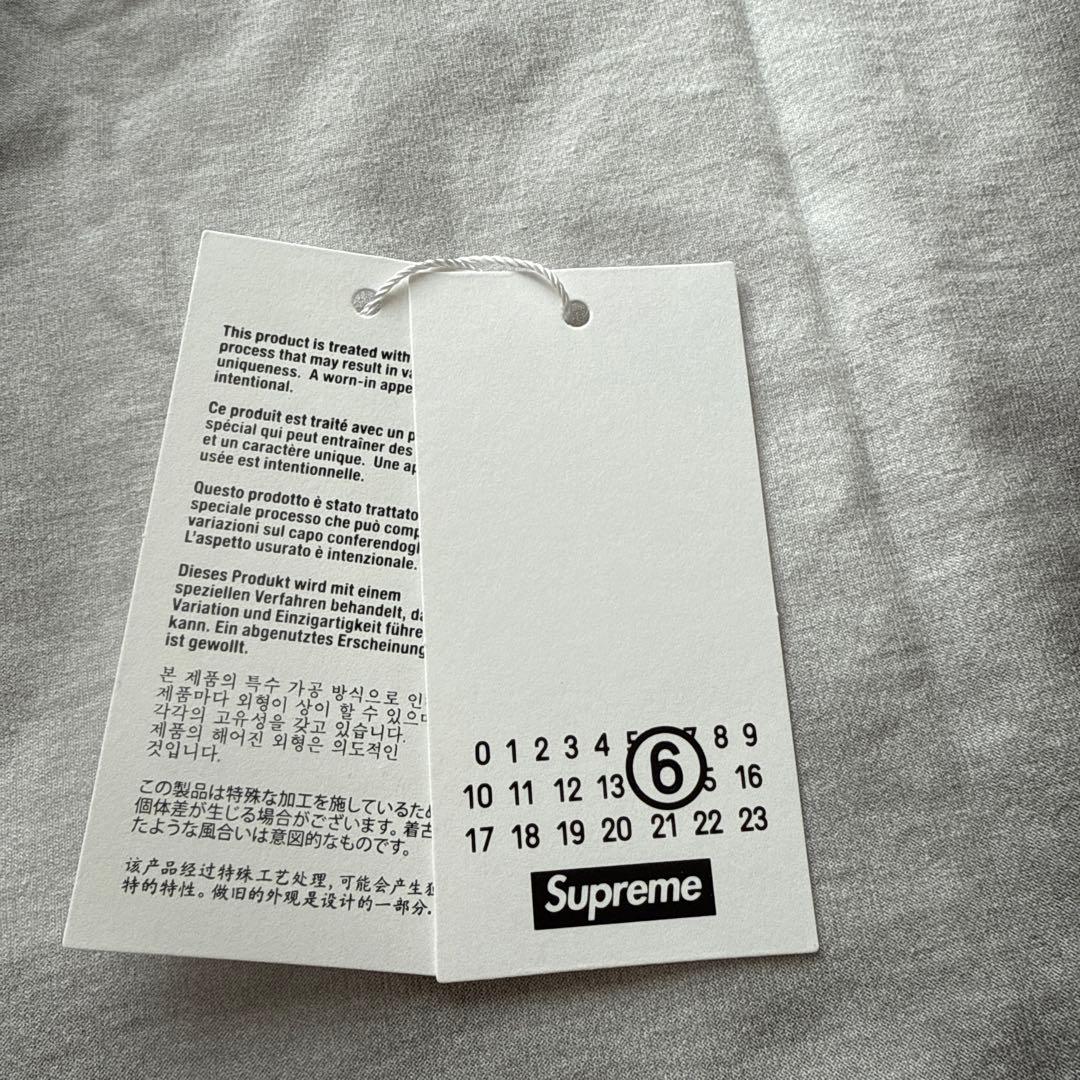 This product is treated with
process that may result in
uniqueness. A worn-in
intentional.
Ce produit est traité avec un
spécial qui peut entraîner des
et un caractère unique. Une
usée est intentionnelle.
Questo prodotto è stato trattato
speciale processo che può
variazioni sul capo
L'aspetto usurato è intenzionale.
Dieses Produkt wird mit einem
speziellen Verfahren behandelt,
Variation und Einzigartigkeit
kann. Ein abgenutztes Erscheinung
ist gewollt.
본 제품의 특수 가공 방식으로
제품마다 외형이 상이 할 수
각각의 고유성을 갖고 있습니다.
제품의 해어진 외형은 의도적인
것입니다.
この製品は特殊な加工を施しているため
個体差が生じる場合がございます。着古
たような風合いは意図的なものです。
该产品经过特殊工艺处理,可能会产生独
特的特性。做旧的外观是设计的一部分.
0 1 2 3 4 5 6 7 8 9
10 11 12 13 15 16
17 18 19 20 21 22 23
Supreme